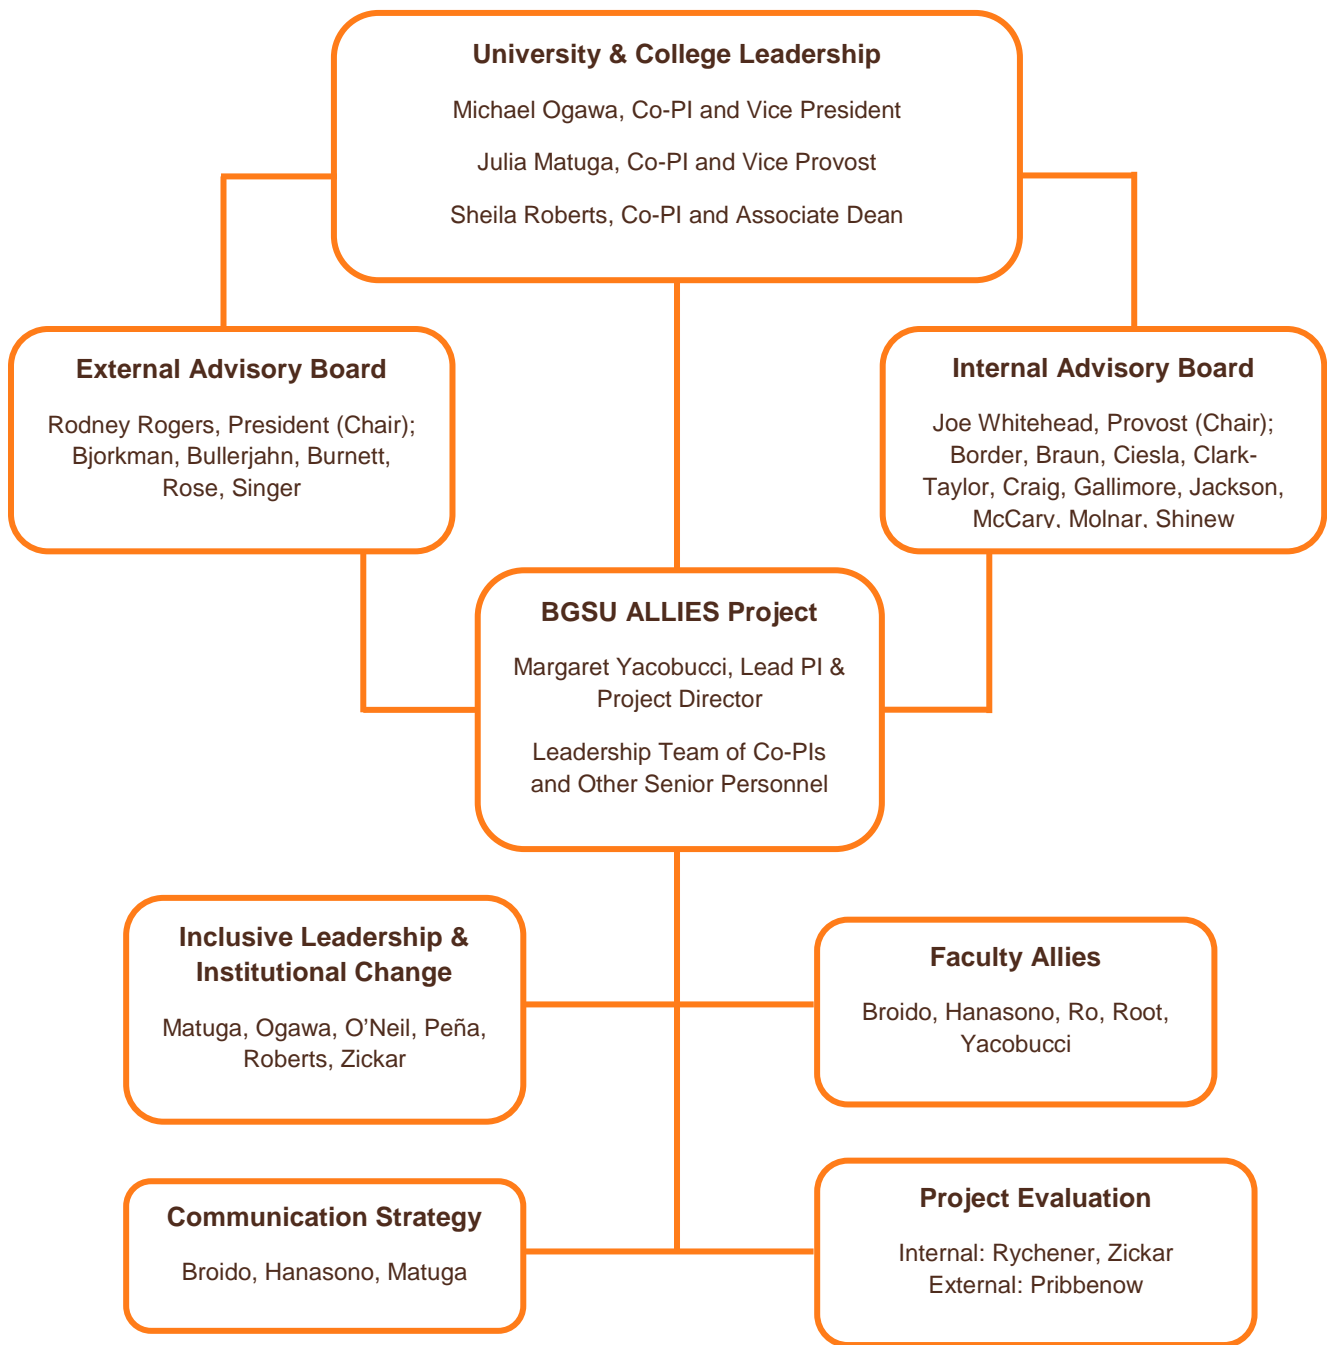 University & College Leadership
Michael Ogawa, Co-PI and Vice President
Julia Matuga, Co-PI and Vice Provost
Sheila Roberts, Co-PI and Associate Dean
External Advisory Board
Rodney Rogers, President (Chair);
Bjorkman, Bullerjahn, Burnett,
Rose, Singer
Internal Advisory Board
Joe Whitehead, Provost (Chair);
Border, Braun, Ciesla, Clark-
Taylor, Craig, Gallimore, Jackson,
McCary, Molnar, Shinew
BGSU ALLIES Project
Margaret Yacobucci, Lead PI &
Project Director
Leadership Team of Co-PIs
and Other Senior Personnel
Inclusive Leadership &
Institutional Change
Matuga, Ogawa, O’Neil, Peña,
Roberts, Zickar
Faculty Allies
Broido, Hanasono, Ro, Root,
Yacobucci
Communication Strategy
Broido, Hanasono, Matuga
Project Evaluation
Internal: Rychener, Zickar
External: Pribbenow